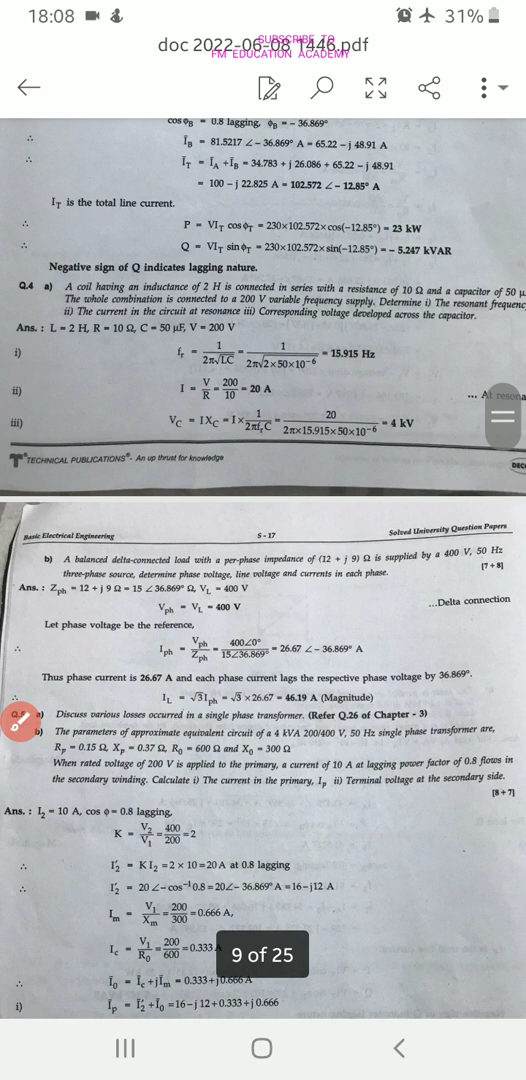 18:08 31%
SUBSCRIBE TO
doc 2022-06-08 1446.pdf
FM EDUCATION ACADEMY
cos φB = 0.8 lagging, φB = – 36.869°
∴ ĪB = 81.5217 ∠– 36.869° A = 65.22 – j 48.91 A
∴ ĪT = ĪA + ĪB = 34.783 + j 26.086 + 65.22 – j 48.91
= 100 – j 22.825 A = 102.572 ∠– 12.85° A
IT is the total line current.
∴ P = VIT cos φT = 230×102.572×cos(–12.85°) = 23 kW
∴ Q = VIT sin φT = 230×102.572×sin(–12.85°) = – 5.247 kVAR
Negative sign of Q indicates lagging nature.
Q.4 a) A coil having an inductance of 2 H is connected in series with a resistance of 10 Ω and a capacitor of 50 μ
The whole combination is connected to a 200 V variable frequency supply. Determine i) The resonant frequenc
ii) The current in the circuit at resonance iii) Corresponding voltage developed across the capacitor.
Ans. : L = 2 H, R = 10 Ω, C = 50 μF, V = 200 V
i) fr = 1/2π√LC = 1/2π√2×50×10–6 = 15.915 Hz
ii) I = V/R = 200/10 = 20 A ... At resona
iii) VC = I XC = I × 1/2πfrC = 20/2π×15.915×50×10–6 = 4 kV
TECHNICAL PUBLICATIONS® - An up thrust for knowledge
DEC
Basic Electrical Engineering 5 - 17 Solved University Question Papers
b) A balanced delta-connected load with a per-phase impedance of (12 + j 9) Ω is supplied by a 400 V, 50 Hz
three-phase source, determine phase voltage, line voltage and currents in each phase. [7 + 8]
Ans. : Zph = 12 + j 9 Ω = 15 ∠36.869° Ω, VL = 400 V
Vph = VL = 400 V ...Delta connection
Let phase voltage be the reference,
∴ Iph = Vph/Zph = 400∠0°/15∠36.869° = 26.67 ∠– 36.869° A
Thus phase current is 26.67 A and each phase current lags the respective phase voltage by 36.869°.
∴ IL = √3 Iph = √3 × 26.67 = 46.19 A (Magnitude)
a) Discuss various losses occurred in a single phase transformer. (Refer Q.26 of Chapter - 3)
b) The parameters of approximate equivalent circuit of a 4 kVA 200/400 V, 50 Hz single phase transformer are,
RP = 0.15 Ω, XP = 0.37 Ω, R0 = 600 Ω and X0 = 300 Ω
When rated voltage of 200 V is applied to the primary, a current of 10 A at lagging power factor of 0.8 flows in
the secondary winding. Calculate i) The current in the primary, Ip ii) Terminal voltage at the secondary side.
[8 + 7]
Ans. : I2 = 10 A, cos φ = 0.8 lagging,
K = V2/V1 = 400/200 = 2
∴ I'2 = K I2 = 2 × 10 = 20 A at 0.8 lagging
∴ I'2 = 20 ∠– cos–1 0.8 = 20∠– 36.869° A = 16 – j12 A
Im = V1/Xm = 200/300 = 0.666 A,
Ic = V1/R0 = 200/600 = 0.333
9 of 25
∴ Ī0 = Īc + jĪm = 0.333 + j 0.666 A
i) Īp = Ī'2 + Ī0 = 16 – j 12 + 0.333 + j 0.666